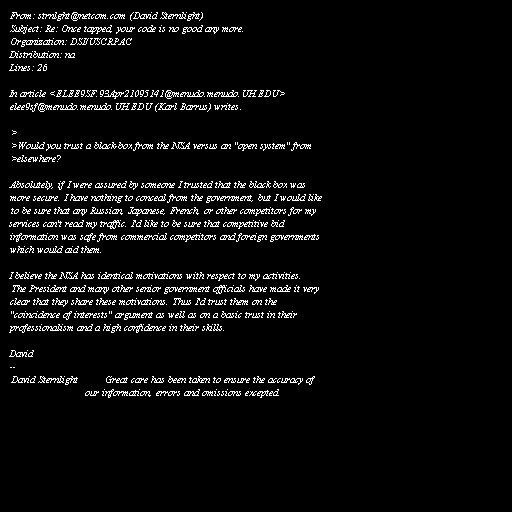 From: strnlght@netcom.com (David Sternlight)
Subject: Re: Once tapped, your code is no good any more.
Organization: DSI/USCRPAC
Distribution: na
Lines: 26
In article <ELEE9SF.93Apr21095141@menudo.menudo.UH.EDU>
elee9sf@menudo.menudo.UH.EDU (Karl Barrus) writes:
>
>Would you trust a black-box from the NSA versus an "open system" from
>elsewhere?
Absolutely, if I were assured by someone I trusted that the black box was
more secure. I have nothing to conceal from the government, but I would like
to be sure that any Russian, Japanese, French, or other competitors for my
services can't read my traffic. I'd like to be sure that competitive bid
information was safe from commercial competitors and foreign governments
which would aid them.
I believe the NSA has identical motivations with respect to my activities.
The President and many other senior government officials have made it very
clear that they share these motivations. Thus I'd trust them on the
"coincidence of interests" argument as well as on a basic trust in their
professionalism and a high confidence in their skills.
David
--
David Sternlight Great care has been taken to ensure the accuracy of
our information, errors and omissions excepted.